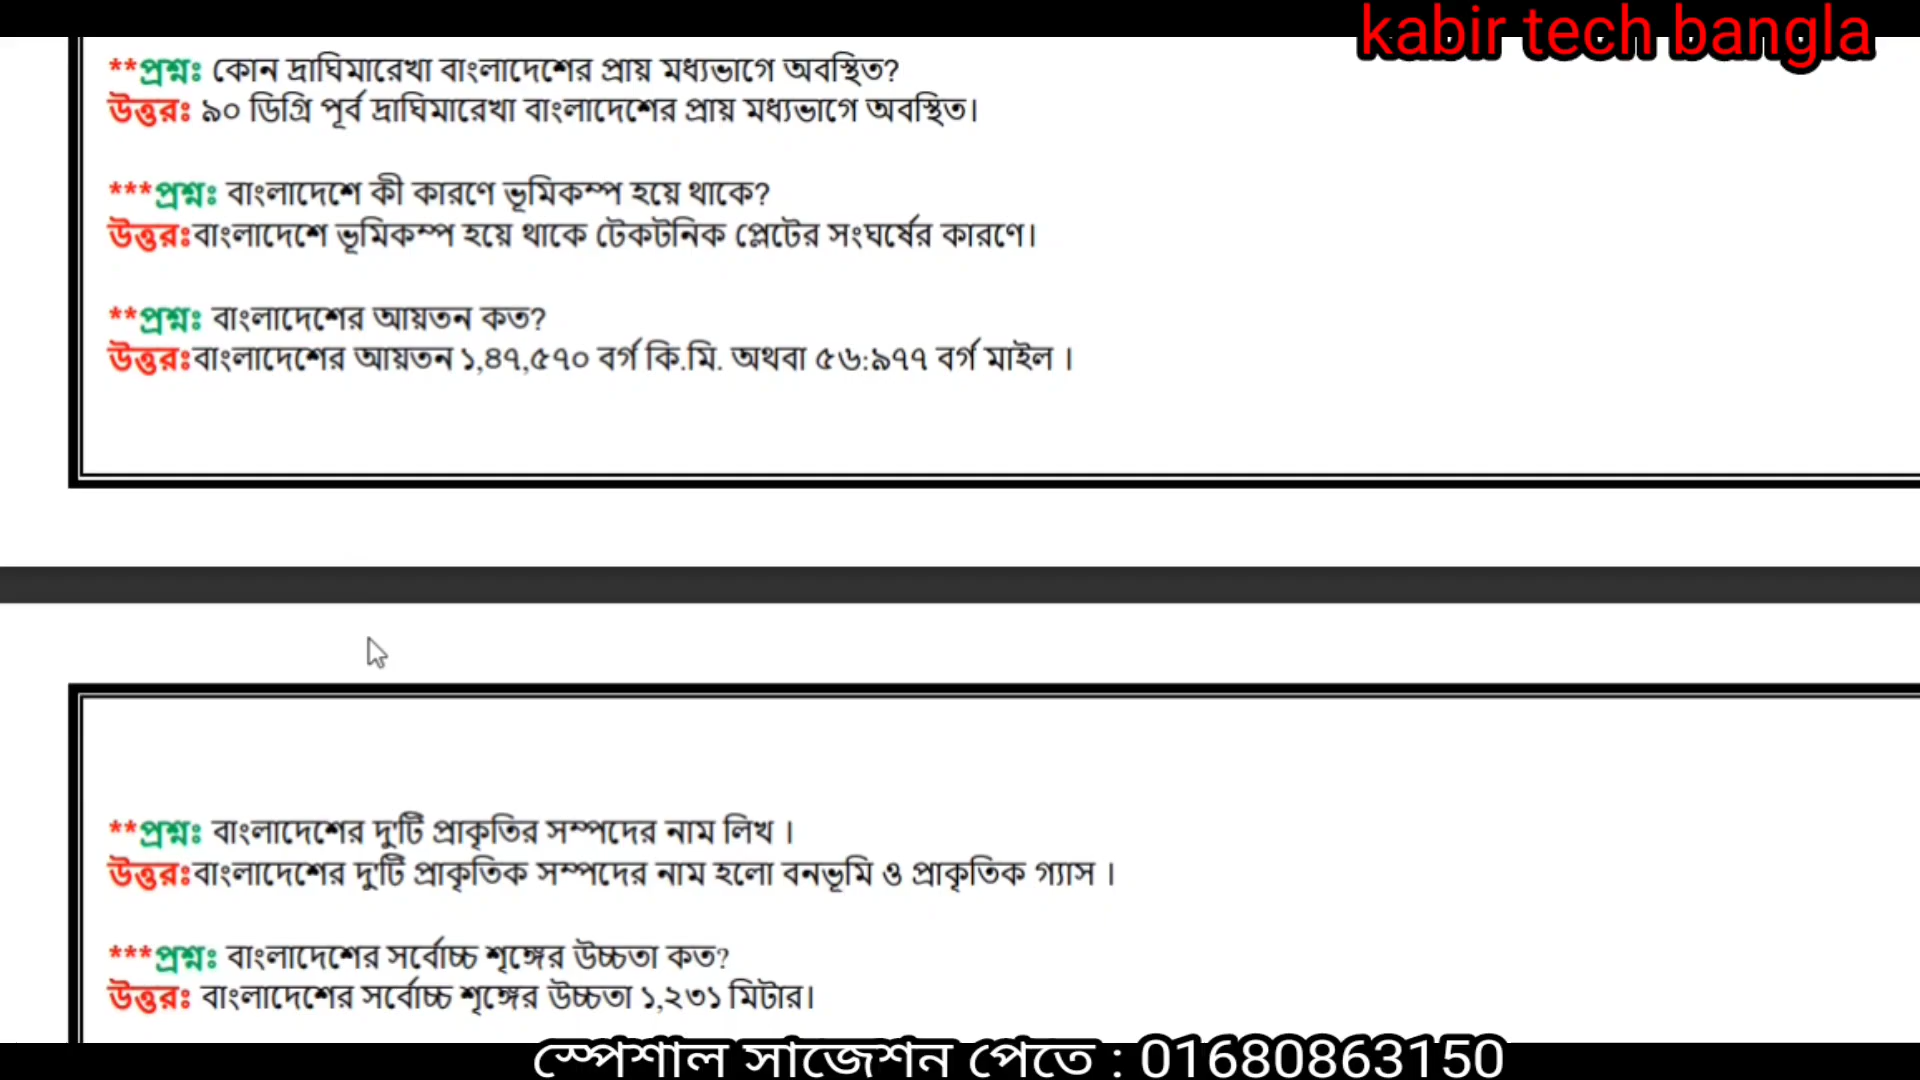 kabir tech bangla
**প্রশ্নঃ কোন দ্রাঘিমারেখা বাংলাদেশের প্রায় মধ্যভাগে অবস্থিত?
উত্তরঃ ৯০ ডিগ্রি পূর্ব দ্রাঘিমারেখা বাংলাদেশের প্রায় মধ্যভাগে অবস্থিত।
***প্রশ্নঃ বাংলাদেশে কী কারণে ভূমিকম্প হয়ে থাকে?
উত্তরঃবাংলাদেশে ভূমিকম্প হয়ে থাকে টেকটনিক প্লেটের সংঘর্ষের কারণে।
**প্রশ্নঃ বাংলাদেশের আয়তন কত?
উত্তরঃবাংলাদেশের আয়তন ১,৪৭,৫৭০ বর্গ কি.মি. অথবা ৫৬:৯৭৭ বর্গ মাইল ।
**প্রশ্নঃ বাংলাদেশের দু'টি প্রাকৃতির সম্পদের নাম লিখ ।
উত্তরঃবাংলাদেশের দু'টি প্রাকৃতিক সম্পদের নাম হলো বনভূমি ও প্রাকৃতিক গ্যাস ।
***প্রশ্নঃ বাংলাদেশের সর্বোচ্চ শৃঙ্গের উচ্চতা কত?
উত্তরঃ বাংলাদেশের সর্বোচ্চ শৃঙ্গের উচ্চতা ১,২৩১ মিটার।
স্পেশাল সাজেশন পেতে : 01680863150